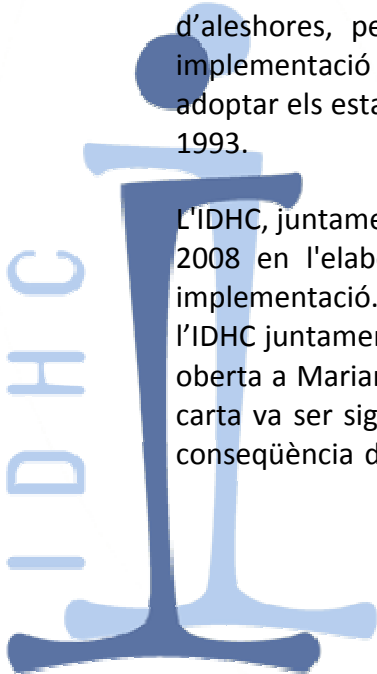 d’aleshores, pe
implementació
adoptar els esta
1993.
L'IDHC, juntame
2008 en l'elab
implementació.
l’IDHC juntamen
oberta a Marian
carta va ser sig
conseqüència d
IDHC